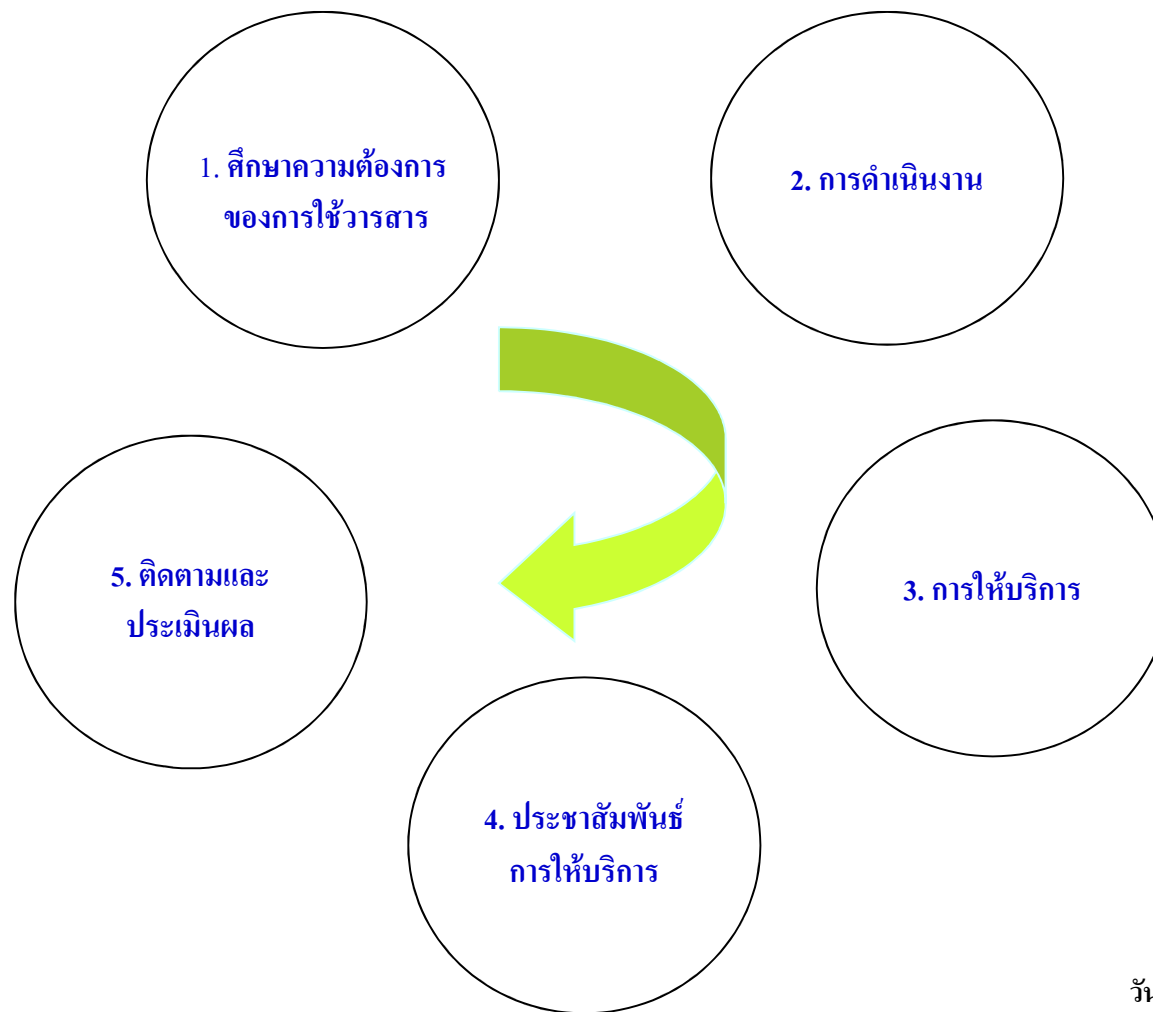 1. ศึกษาความต้องการ
ของการใช้วารสาร
2. การดำเนินงาน
3. การให้บริการ
4. ประชาสัมพันธ์
การให้บริการ
5. ติดตามและ
ประเมินผล